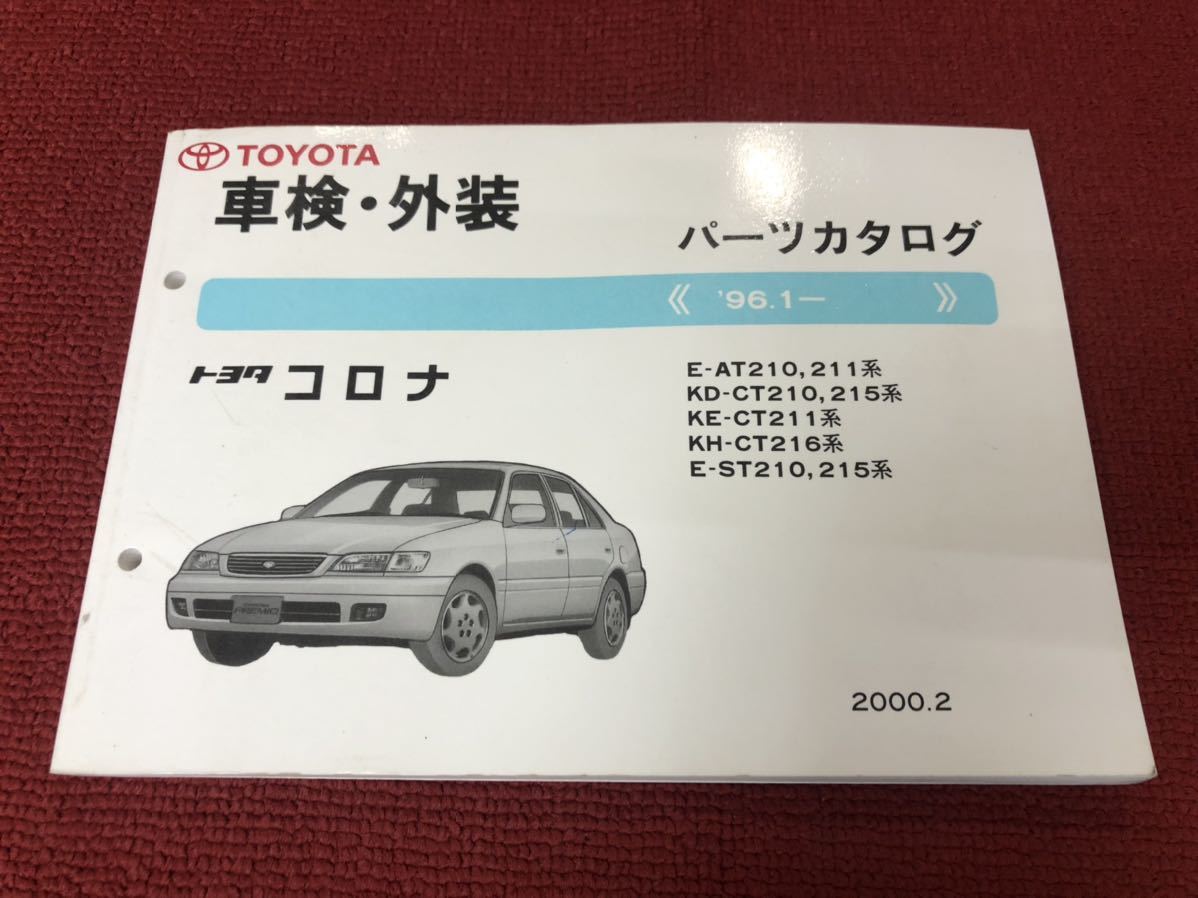 TOYOTA
車検・外装
パーツカタログ
《 '96.1− 》
トヨタ コロナ
E-AT210,211系
KD-CT210,215系
KE-CT211系
KH-CT216系
E-ST210,215系
PREMIO
2000.2